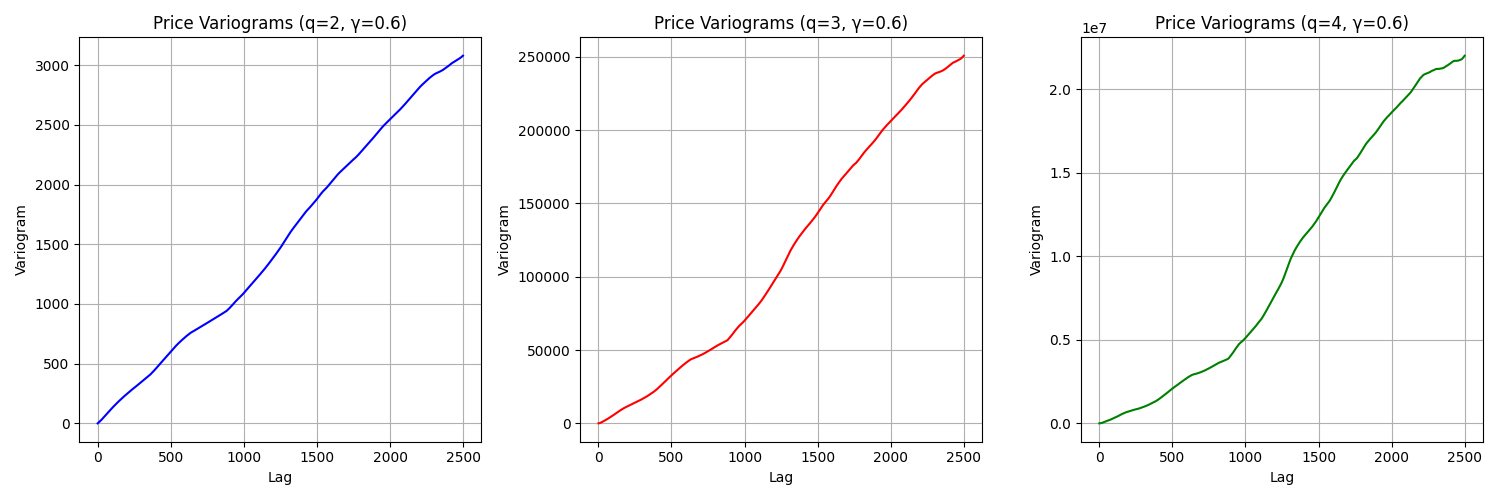 Price Variograms (q=2, γ=0.6)
Variogram
3000
2500
2000
1500
1000
500
0
0 500 1000 1500 2000 2500
Lag
Price Variograms (q=3, γ=0.6)
Variogram
250000
200000
150000
100000
50000
0
0 500 1000 1500 2000 2500
Lag
Price Variograms (q=4, γ=0.6)
1e7
Variogram
2.0
1.5
1.0
0.5
0.0
0 500 1000 1500 2000 2500
Lag